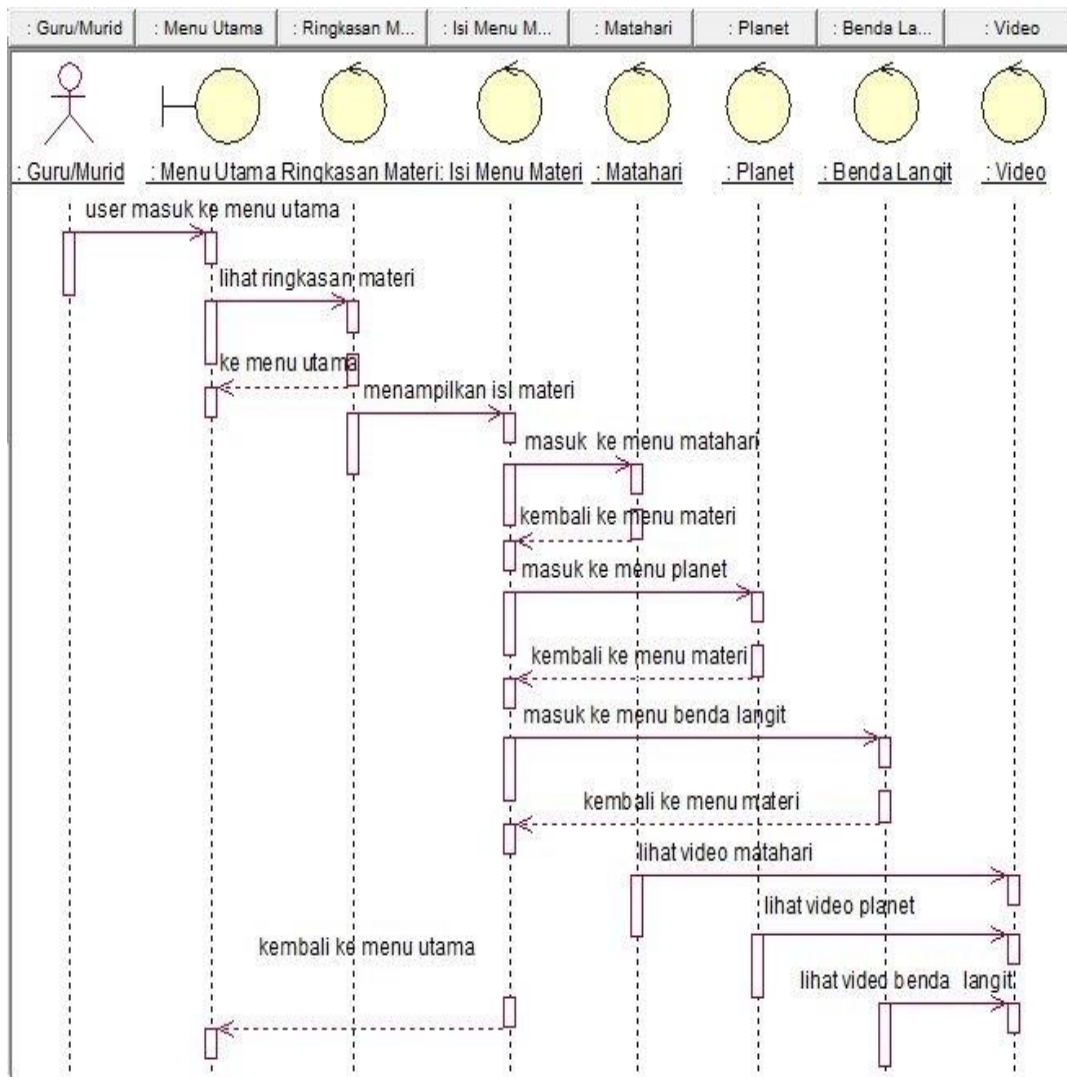 : Guru/Murid : Menu Utama : Ringkasan M... : Isi Menu M... : Matahari : Planet : Benda La... : Video
: Guru/Murid : Menu Utama Ringkasan Materi : Isi Menu Materi : Matahari : Planet : Benda Langit : Video
user masuk ke menu utama
lihat ringkasan materi
ke menu utama
menampilkan isI materi
masuk ke menu matahari
kembali ke menu materi
masuk ke menu planet
kembali ke menu materi
masuk ke menu benda langit
kembali ke menu materi
lihat video matahari
lihat video planet
kembali ke menu utama
lihat video benda langit